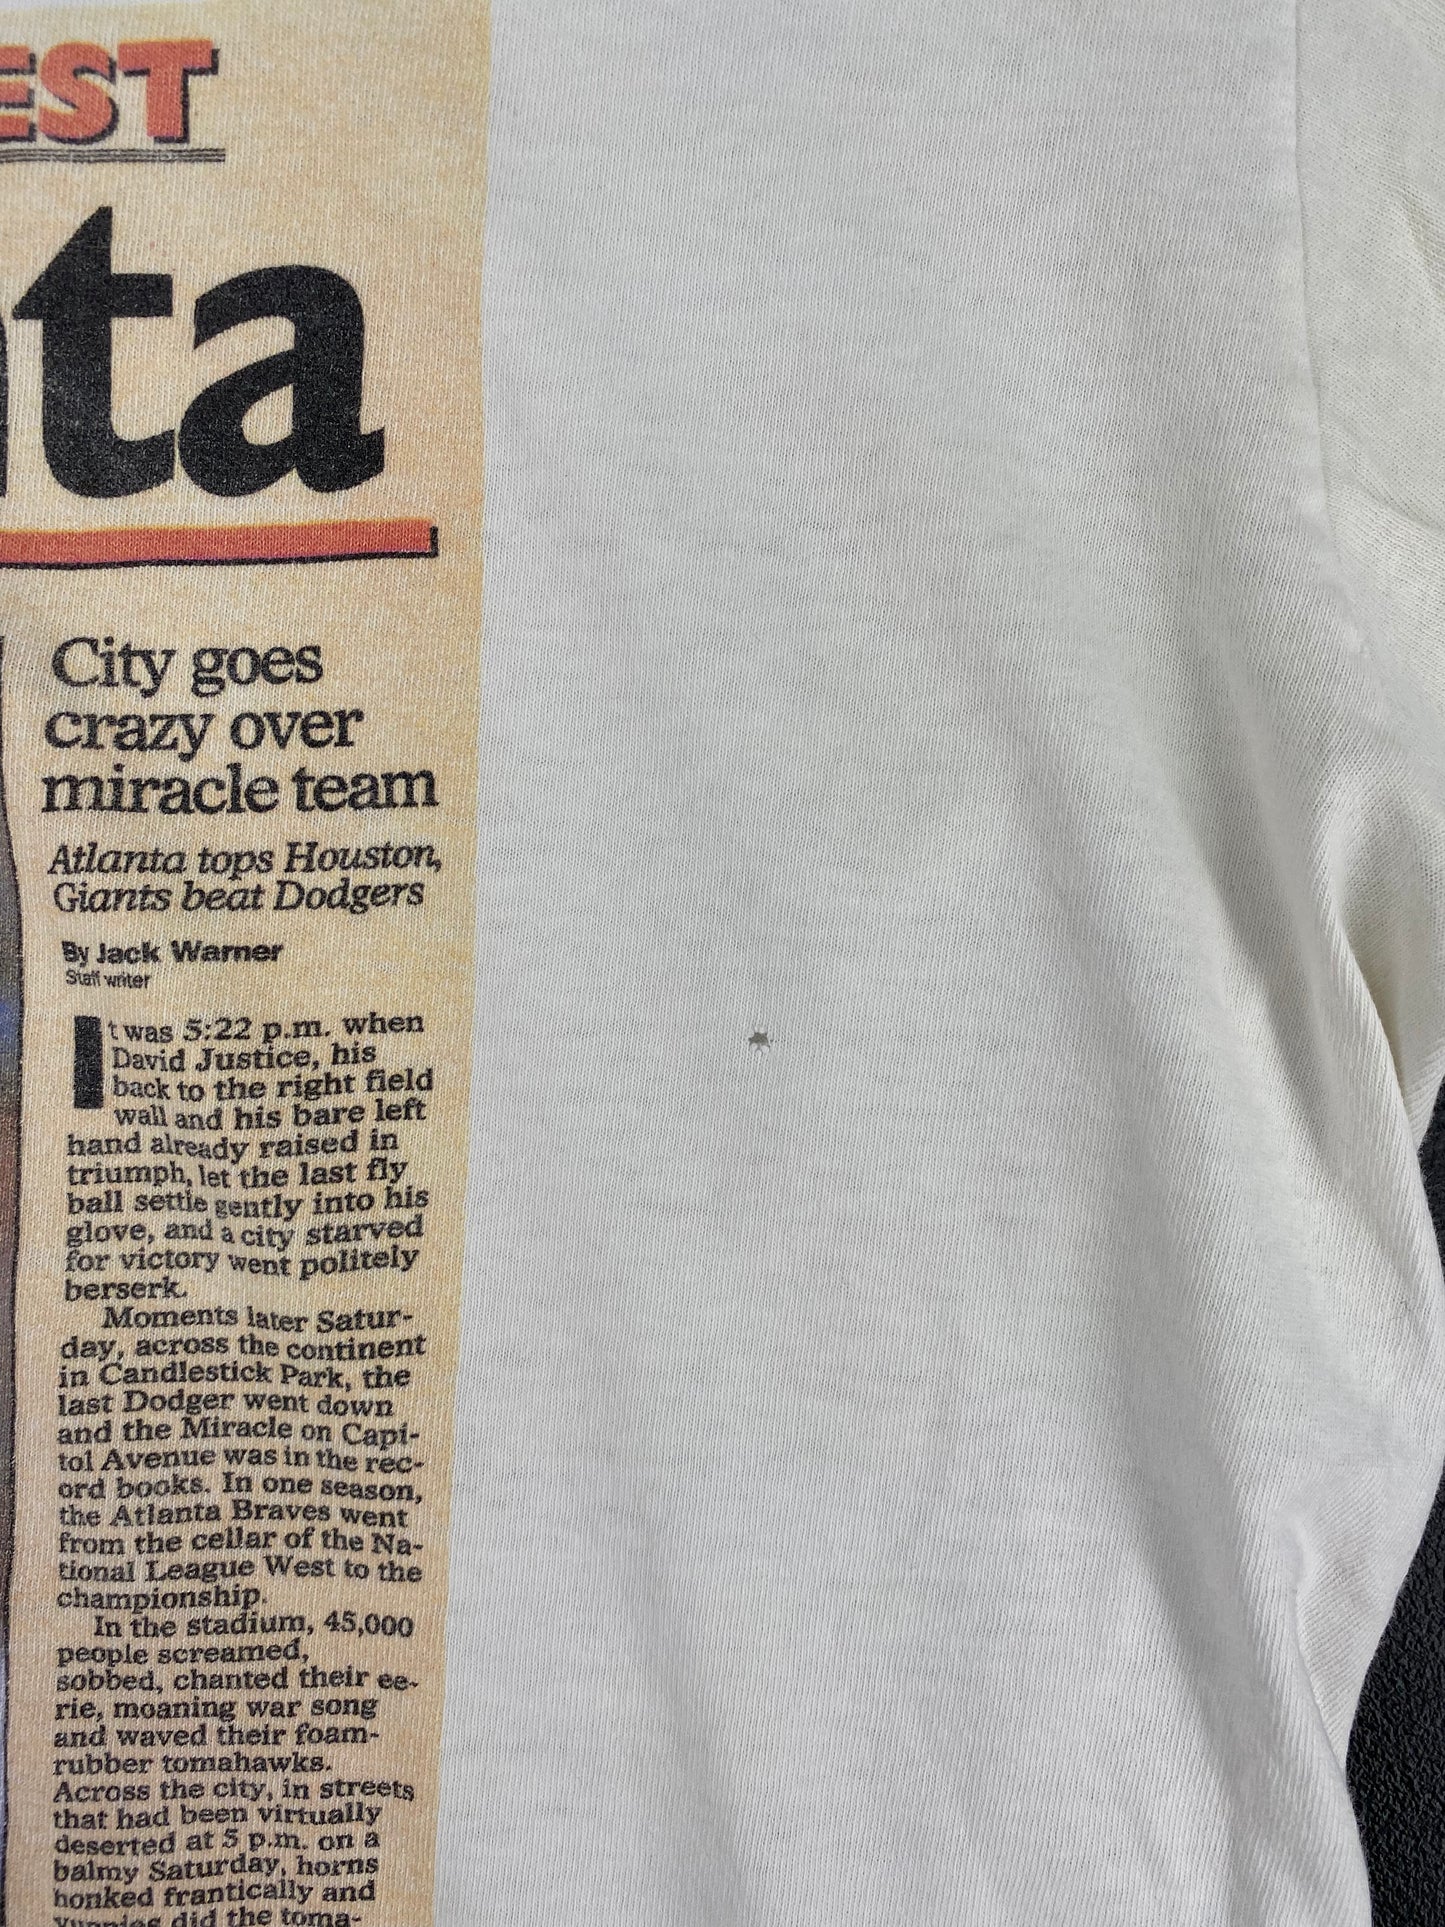 EST
ta
City goes
crazy over
miracle team
Atlanta tops Houston,
Giants beat Dodgers
By Jack Warner
Staff writer
It was 5:22 p.m. when
David Justice, his
back to the right field
wall and his bare left
hand already raised in
triumph, let the last fly
ball settle gently into his
glove, and a city starved
for victory went politely
berserk.
Moments later Satur-
day, across the continent
in Candlestick Park, the
last Dodger went down
and the Miracle on Capi-
tol Avenue was in the rec-
ord books. In one season,
the Atlanta Braves went
from the cellar of the Na-
tional League West to the
championship.
In the stadium, 45,000
people screamed,
sobbed, chanted their ee-
rie, moaning war song
and waved their foam-
rubber tomahawks.
Across the city, in streets
that had been virtually
deserted at 5 p.m. on a
balmy Saturday, horns
honked frantically and
yuppies did the toma-